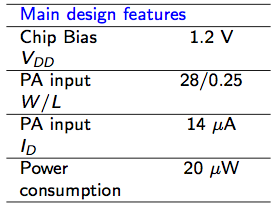 Main design features
Chip Bias 1.2 V
V_DD
PA input 28/0.25
W/L
PA input 14 μA
I_D
Power 20 μW
consumption